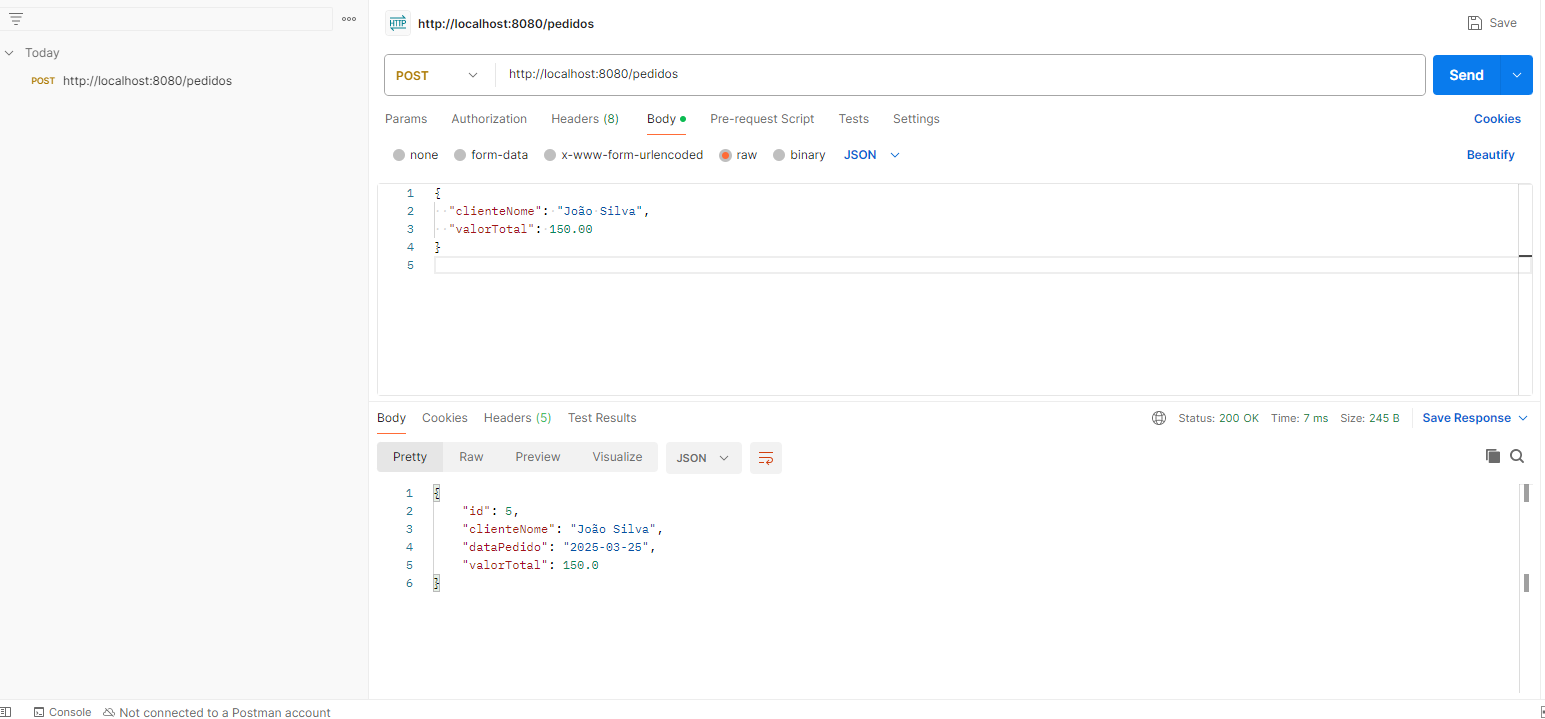 Today
POST http://localhost:8080/pedidos
HTTP http://localhost:8080/pedidos
Save
POST http://localhost:8080/pedidos
Send
Params Authorization Headers (8) Body Pre-request Script Tests Settings Cookies
none form-data x-www-form-urlencoded raw binary JSON Beautify
1 {
2 "clienteNome": "João Silva",
3 "valorTotal": 150.00
4 }
5
Body Cookies Headers (5) Test Results Status: 200 OK Time: 7 ms Size: 245 B Save Response
Pretty Raw Preview Visualize JSON
1 {
2 "id": 5,
3 "clienteNome": "João Silva",
4 "dataPedido": "2025-03-25",
5 "valorTotal": 150.0
6 }
Console Not connected to a Postman account